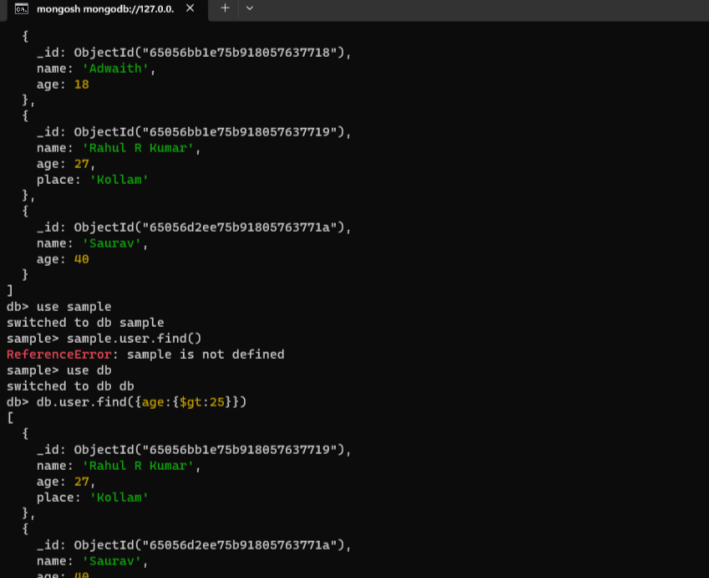 mongosh mongodb://127.0.0.
{
_id: ObjectId("65056bb1e75b918057637718"),
name: 'Adwaith',
age: 18
},
{
_id: ObjectId("65056bb1e75b918057637719"),
name: 'Rahul R Kumar',
age: 27,
place: 'Kollam'
},
{
_id: ObjectId("65056d2ee75b91805763771a"),
name: 'Saurav',
age: 40
}
]
db> use sample
switched to db sample
sample> sample.user.find()
ReferenceError: sample is not defined
sample> use db
switched to db db
db> db.user.find({age:{$gt:25}})
[
{
_id: ObjectId("65056bb1e75b918057637719"),
name: 'Rahul R Kumar',
age: 27,
place: 'Kollam'
},
{
_id: ObjectId("65056d2ee75b91805763771a"),
name: 'Saurav',
age: 40